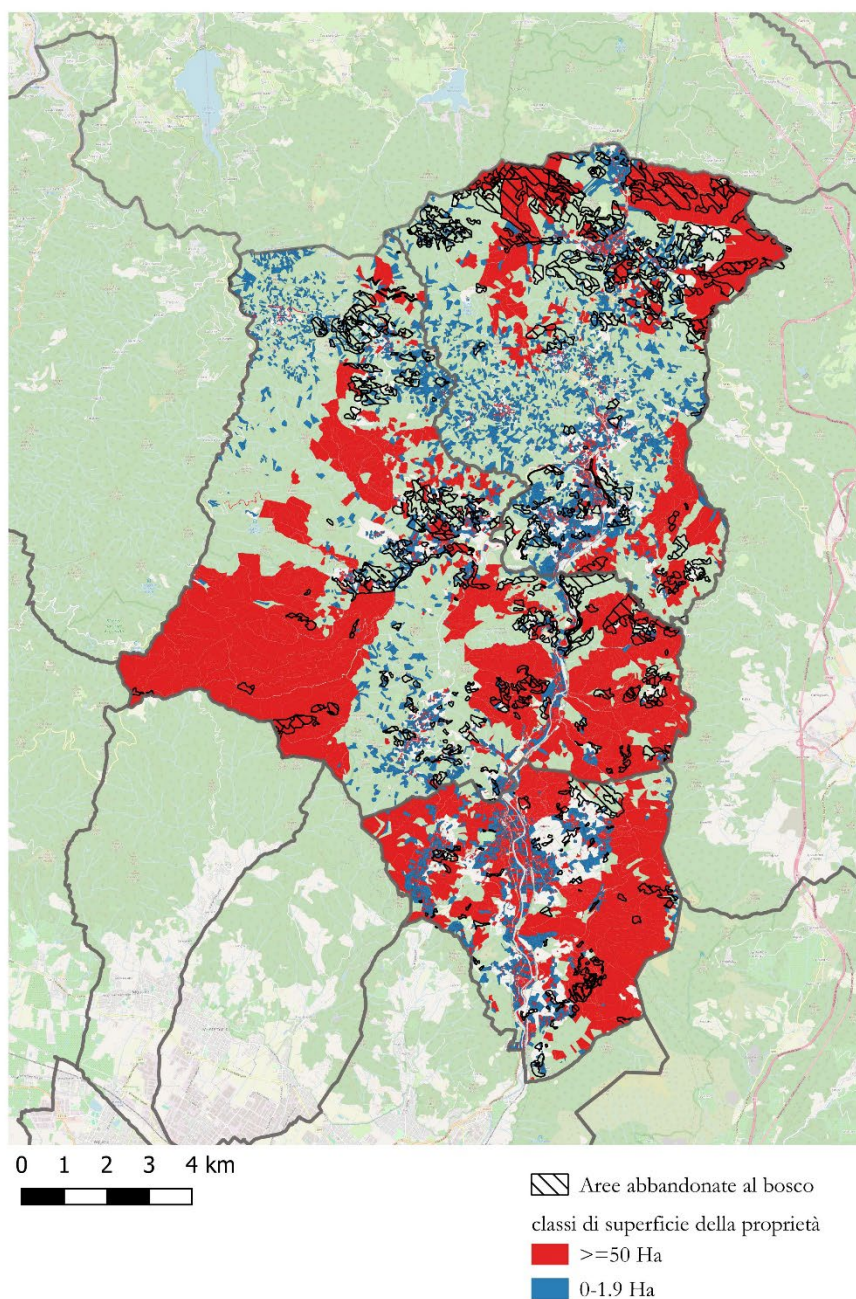 0 1 2 3 4 km
Aree abbandonate al bosco
classi di superficie della proprietà
>=50 Ha
0-1.9 Ha